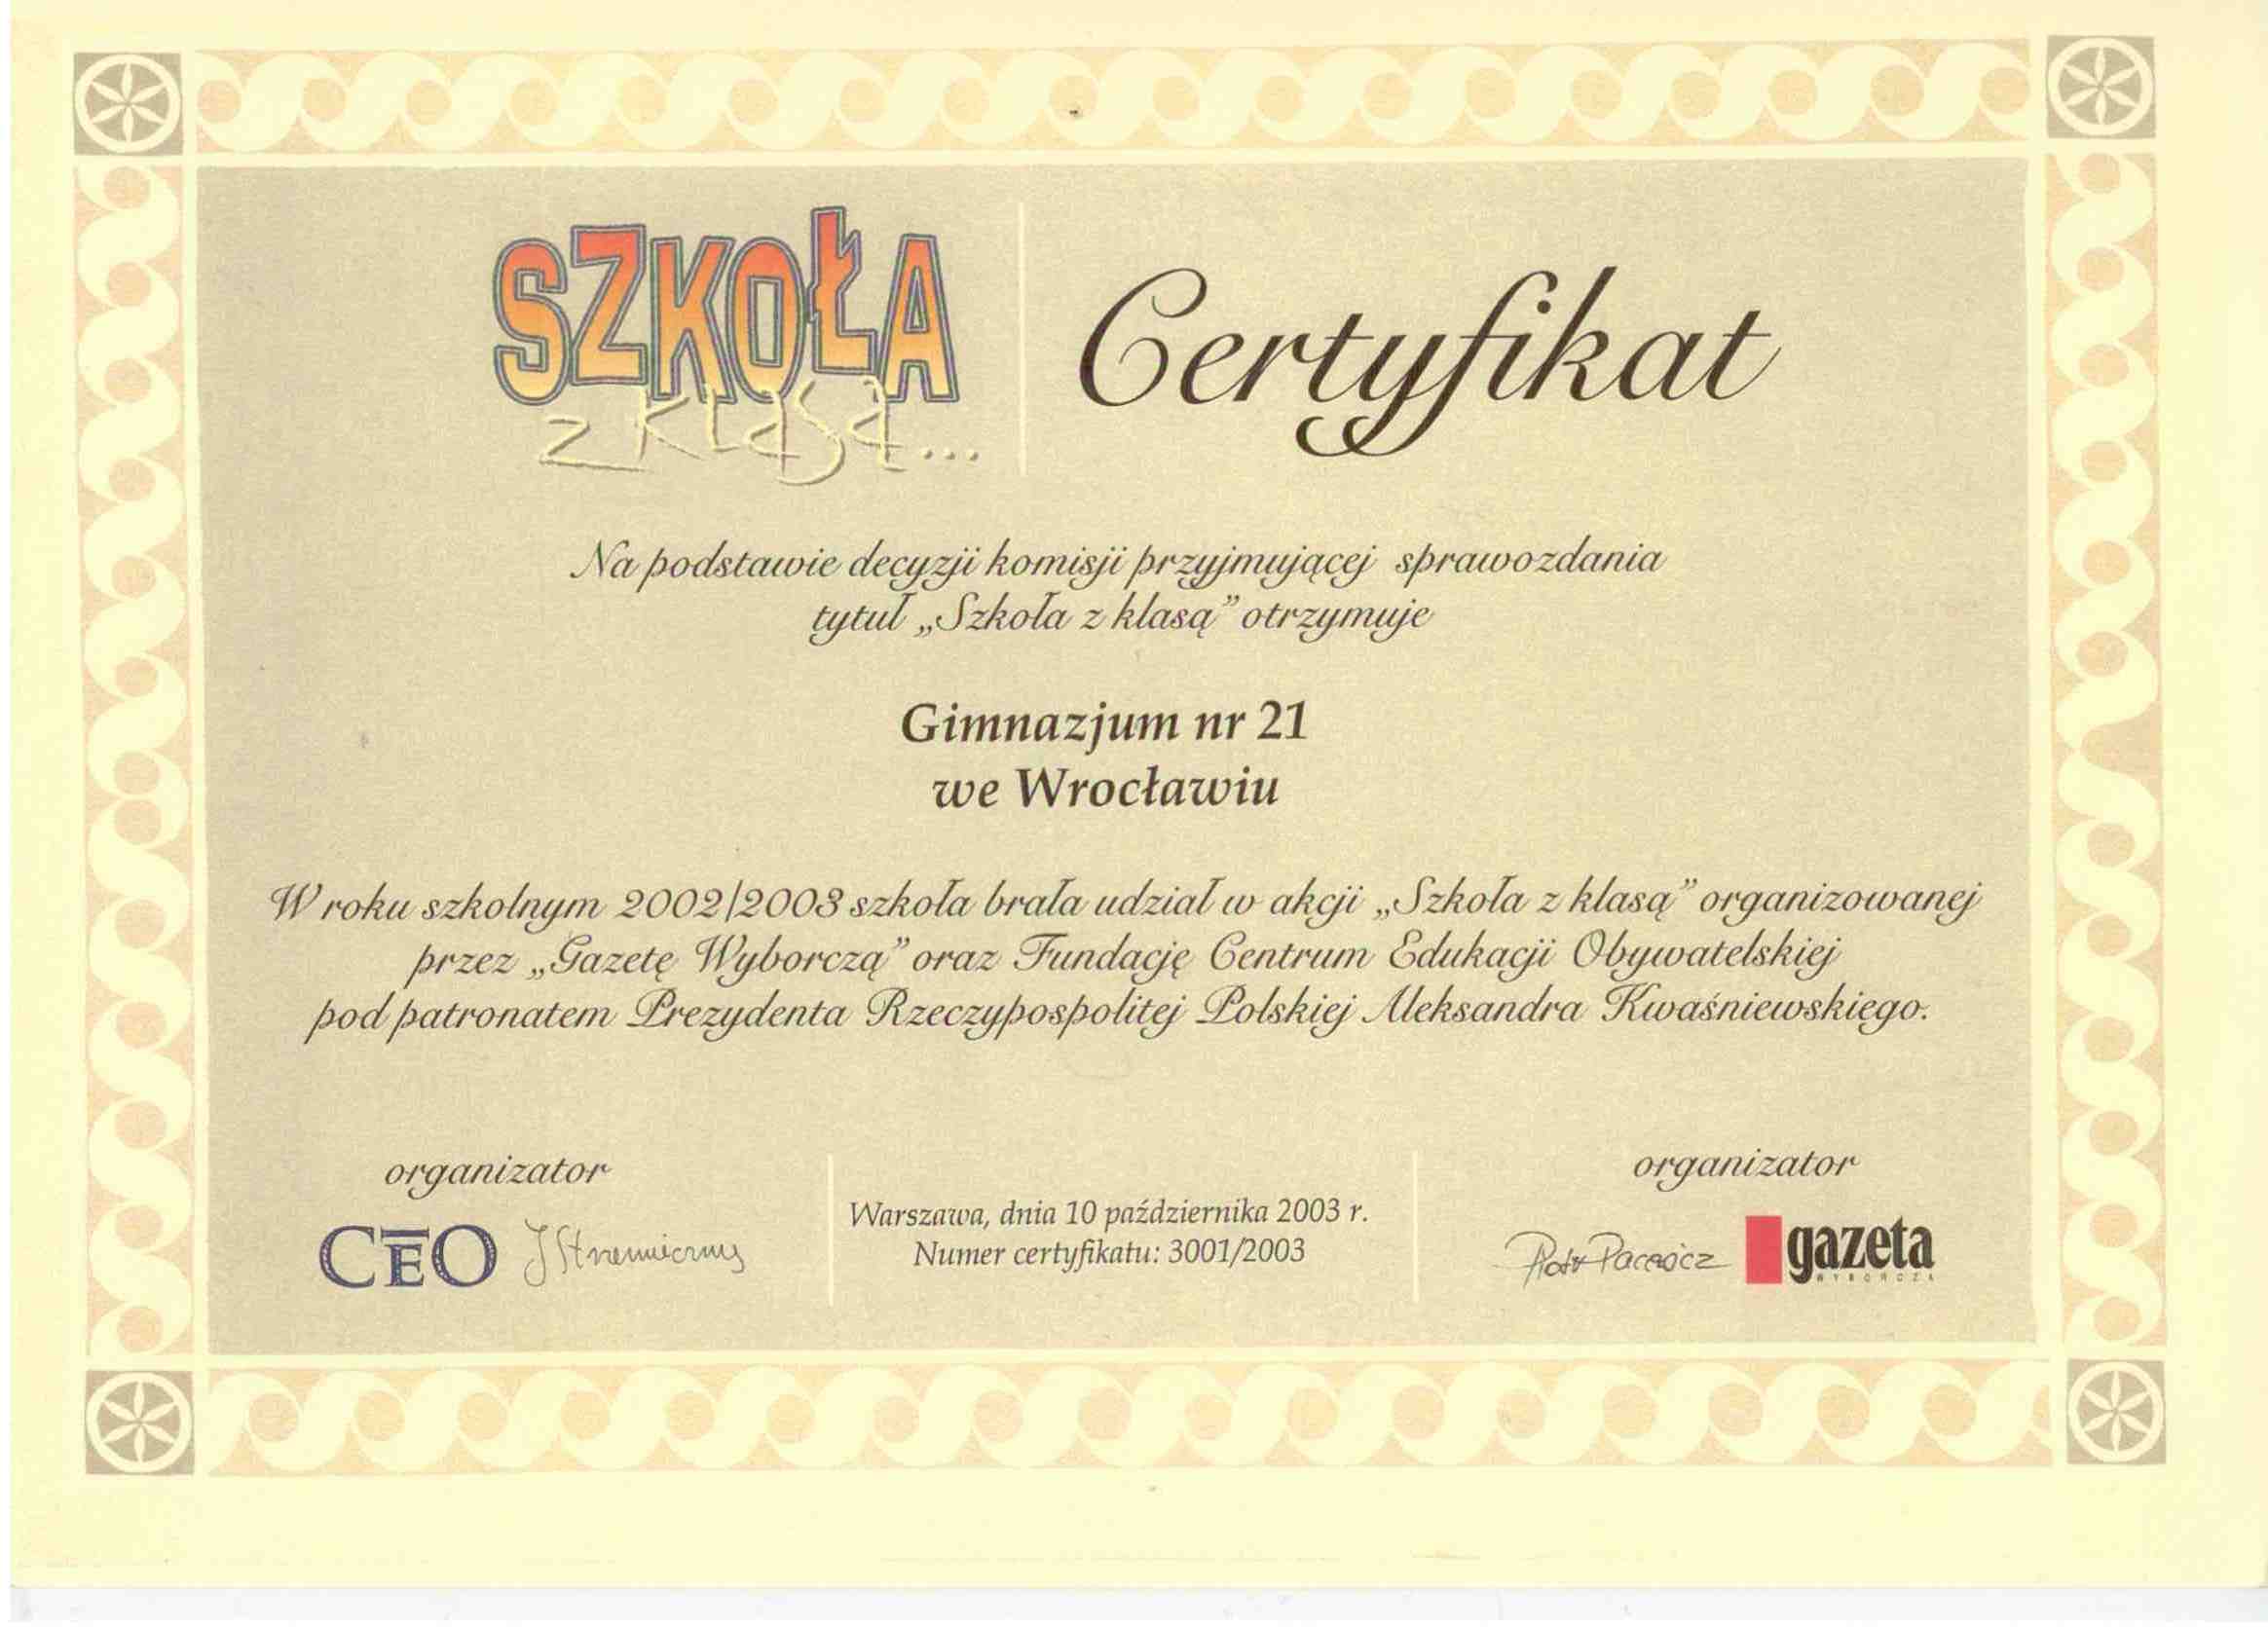 SZKOŁA
z klasą...
Certyfikat
Na podstawie decyzji komisji przyjmującej sprawozdania
tytuł „Szkoła z klasą” otrzymuje
Gimnazjum nr 21
we Wrocławiu
W roku szkolnym 2002/2003 szkoła brała udział w akcji „Szkoła z klasą” organizowanej
przez „Gazetę Wyborczą” oraz Fundację Centrum Edukacji Obywatelskiej
pod patronatem Prezydenta Rzeczypospolitej Polskiej Aleksandra Kwaśniewskiego.
organizator
CEO
Warszawa, dnia 10 października 2003 r.
Numer certyfikatu: 3001/2003
organizator
Piotr Pacewicz
gazeta
WYBORCZA